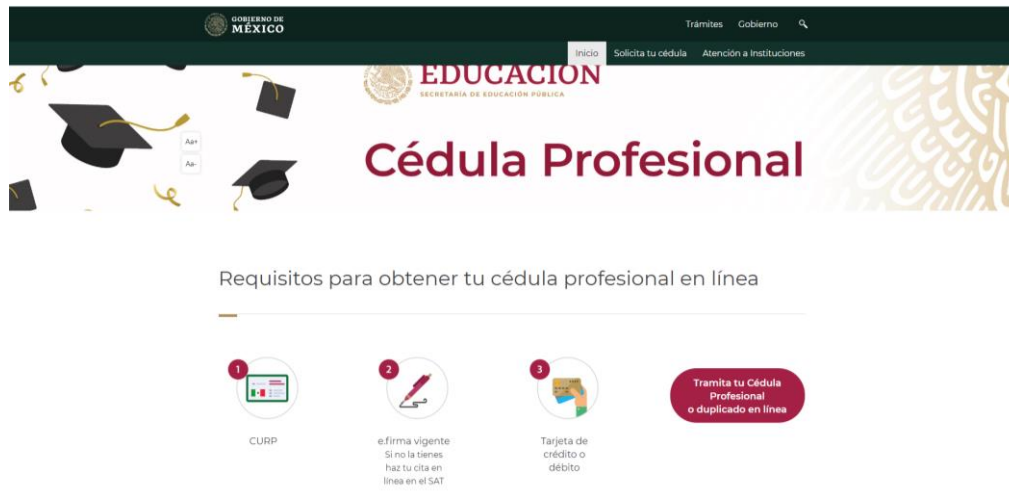 GOBIERNO DE
MÉXICO
Trámites Gobierno
Inicio Solicita tu cédula Atención a Instituciones
EDUCACIÓN
SECRETARÍA DE EDUCACIÓN PÚBLICA
Aa+
Aa-
Cédula Profesional
Requisitos para obtener tu cédula profesional en línea
1
2
3
CURP
e.firma vigente
Si no la tienes
haz tu cita en
línea en el SAT
Tarjeta de
crédito o
débito
Tramita tu Cédula
Profesional
o duplicado en línea